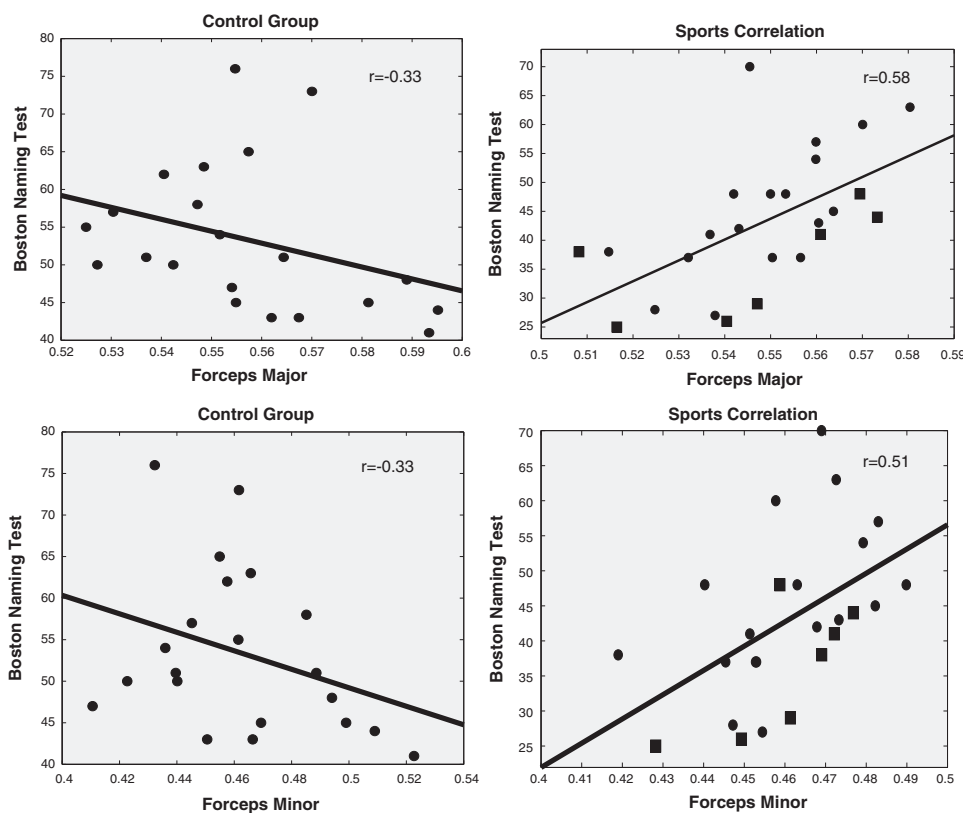 Control Group
80
75
70
65
60
55
50
45
40
Boston Naming Test
r=-0.33
0.52 0.53 0.54 0.55 0.56 0.57 0.58 0.59 0.6
Forceps Major
Sports Correlation
70
65
60
55
50
45
40
35
30
25
Boston Naming Test
r=0.58
0.5 0.51 0.52 0.53 0.54 0.55 0.56 0.57 0.58 0.59
Forceps Major
Control Group
80
75
70
65
60
55
50
45
40
Boston Naming Test
r=-0.33
0.4 0.42 0.44 0.46 0.48 0.5 0.52 0.54
Forceps Minor
Sports Correlation
70
65
60
55
50
45
40
35
30
25
Boston Naming Test
r=0.51
0.4 0.41 0.42 0.43 0.44 0.45 0.46 0.47 0.48 0.49 0.5
Forceps Minor